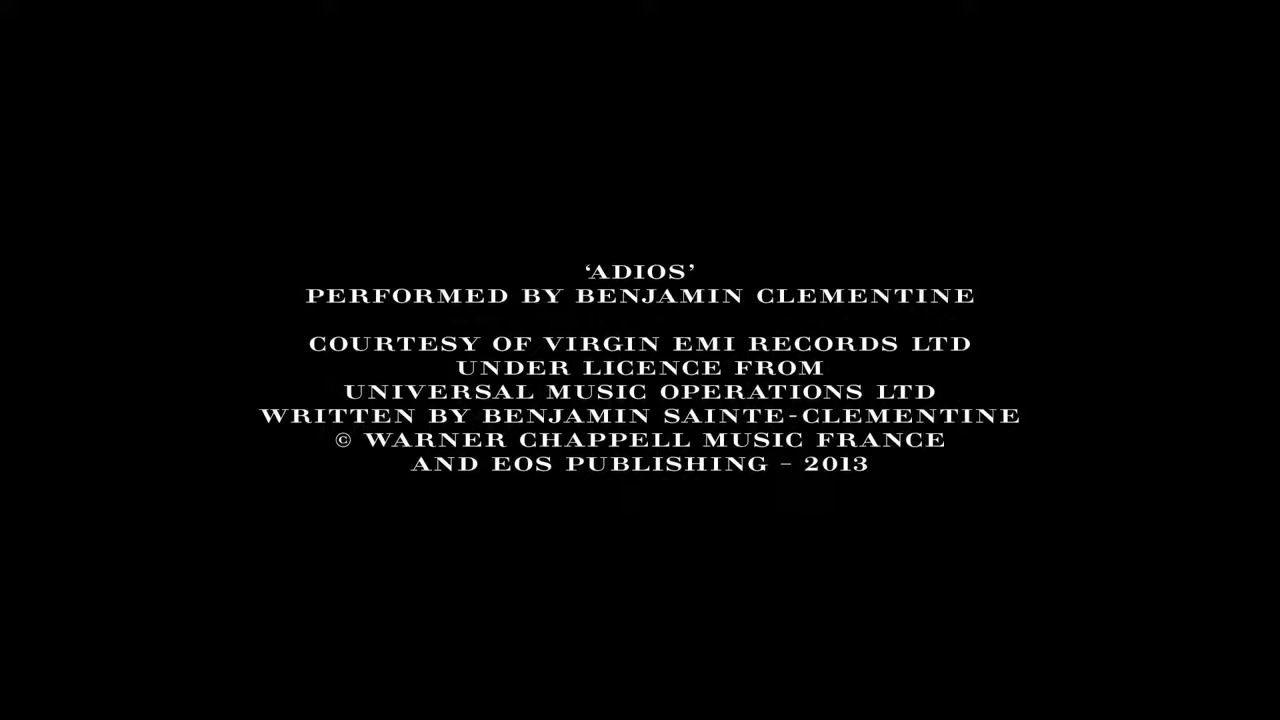 ‘ADIOS’
PERFORMED BY BENJAMIN CLEMENTINE
COURTESY OF VIRGIN EMI RECORDS LTD
UNDER LICENCE FROM
UNIVERSAL MUSIC OPERATIONS LTD
WRITTEN BY BENJAMIN SAINTE-CLEMENTINE
© WARNER CHAPPELL MUSIC FRANCE
AND EOS PUBLISHING – 2013